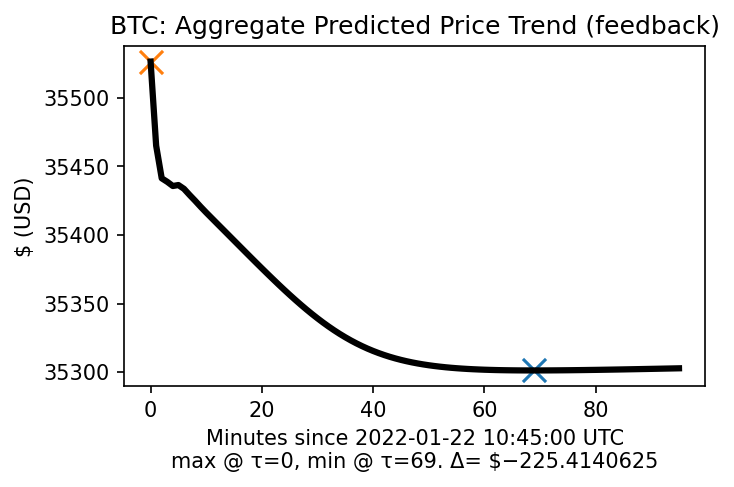 BTC: Aggregate Predicted Price Trend (feedback)
35500
35450
35400
35350
35300
$ (USD)
0 20 40 60 80
Minutes since 2022-01-22 10:45:00 UTC
max @ τ=0, min @ τ=69. Δ= $−225.4140625